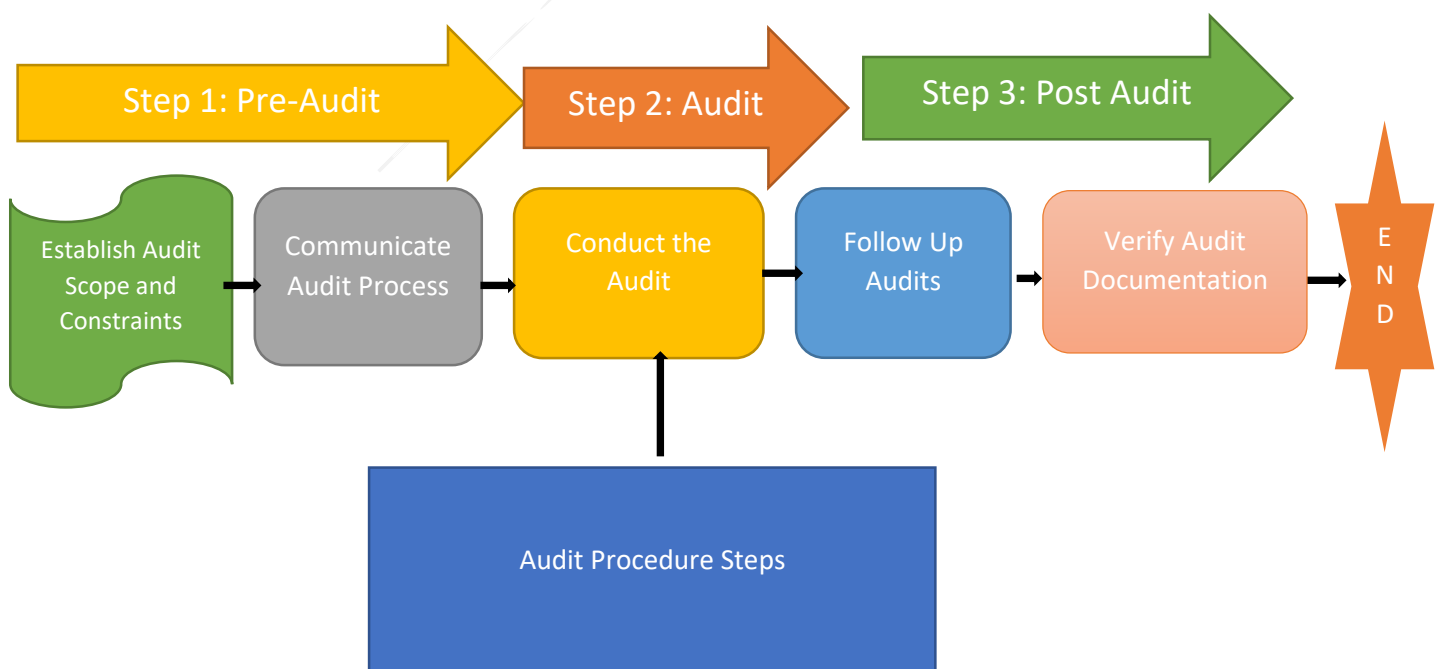 Step 1: Pre-Audit
Step 2: Audit
Step 3: Post Audit
Establish Audit
Scope and
Constraints
Communicate
Audit Process
Conduct the
Audit
Follow Up
Audits
Verify Audit
Documentation
E
N
D
Audit Procedure Steps